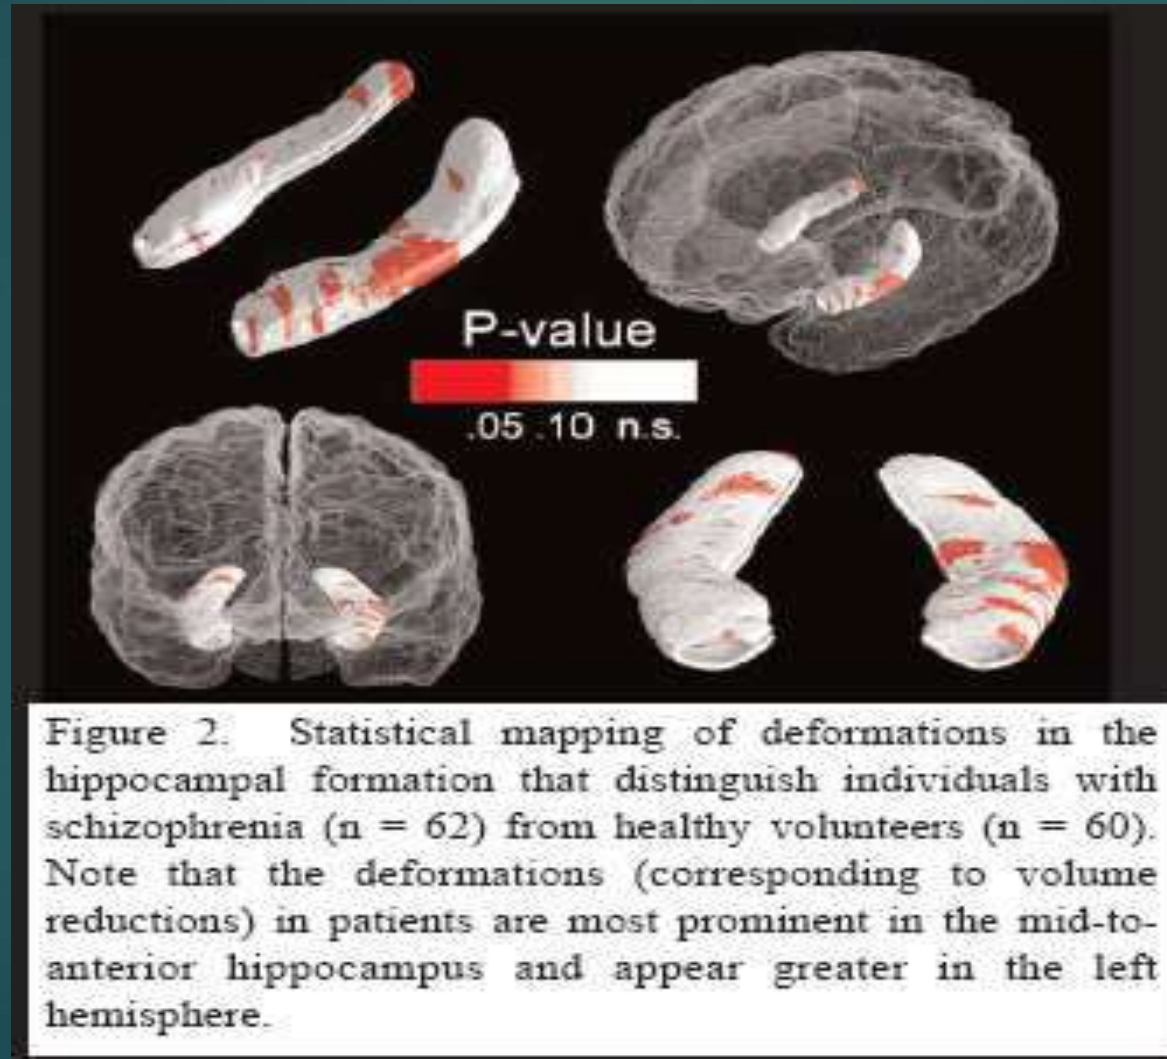 P-value
.05 .10 n.s.
Figure 2. Statistical mapping of deformations in the
hippocampal formation that distinguish individuals with
schizophrenia (n = 62) from healthy volunteers (n = 60).
Note that the deformations (corresponding to volume
reductions) in patients are most prominent in the mid-to-
anterior hippocampus and appear greater in the left
hemisphere.